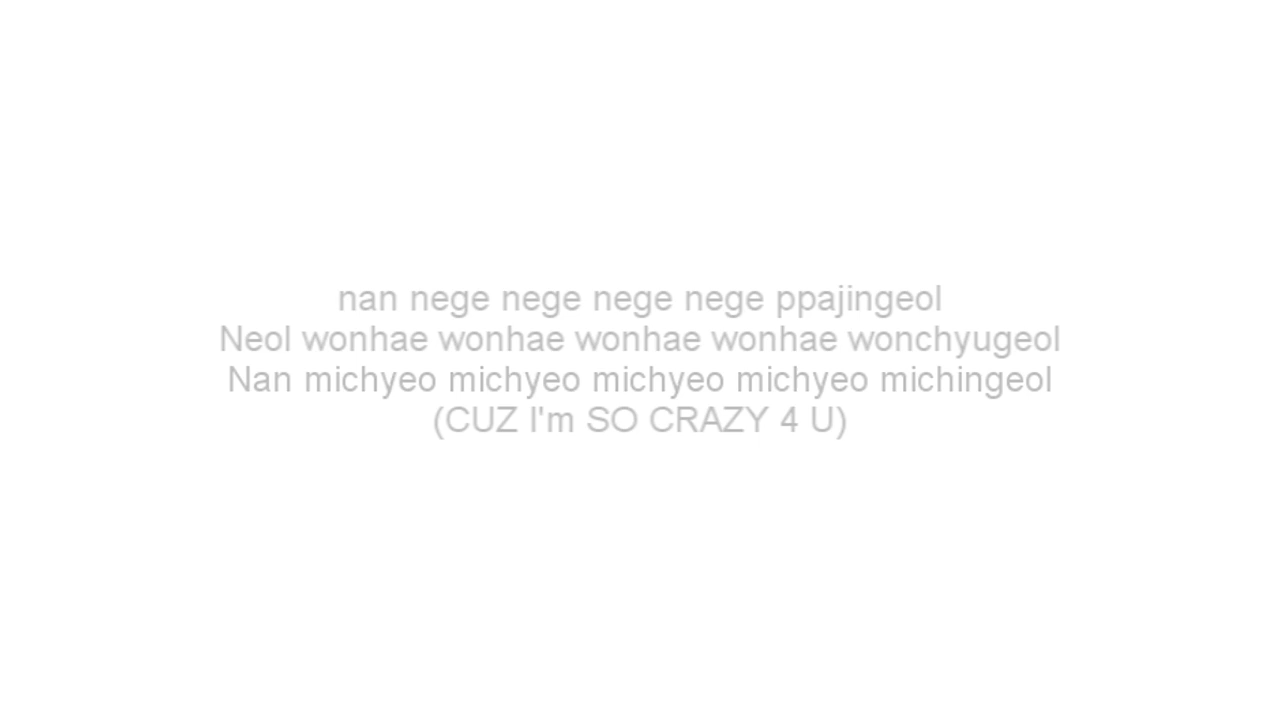 nan nege nege nege nege ppajingeol
Neol wonhae wonhae wonhae wonhae wonchyugeol
Nan michyeo michyeo michyeo michyeo michingeol
(CUZ I'm SO CRAZY 4 U)